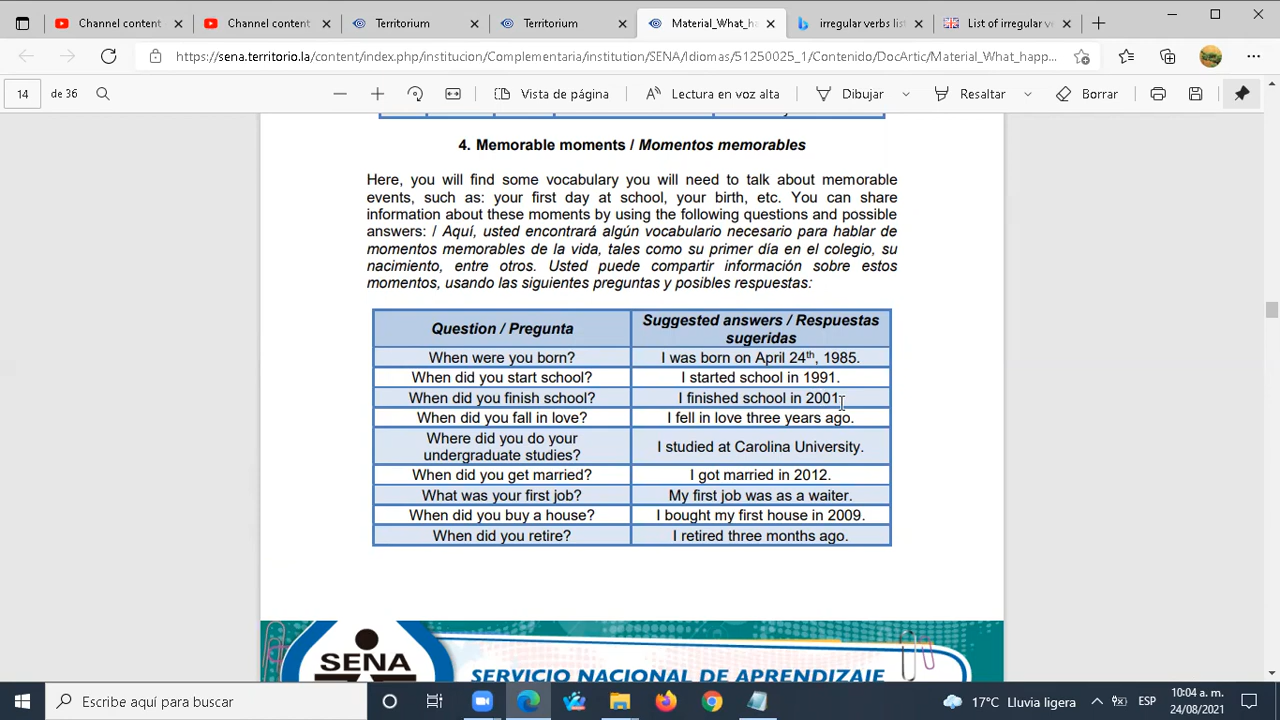 Channel content
Channel content
Territorium
Territorium
Material_What_ha
irregular verbs list
List of irregular ve
https://sena.territorio.la/content/index.php/institucion/Complementaria/institution/SENA/Idiomas/51250025_1/Contenido/DocArtic/Material_What_happ...
14 de 36
Vista de página
Lectura en voz alta
Dibujar
Resaltar
Borrar
4. Memorable moments / Momentos memorables
Here, you will find some vocabulary you will need to talk about memorable
events, such as: your first day at school, your birth, etc. You can share
information about these moments by using the following questions and possible
answers: / Aquí, usted encontrará algún vocabulario necesario para hablar de
momentos memorables de la vida, tales como su primer día en el colegio, su
nacimiento, entre otros. Usted puede compartir información sobre estos
momentos, usando las siguientes preguntas y posibles respuestas:
Question / Pregunta
Suggested answers / Respuestas
sugeridas
When were you born?
I was born on April 24th, 1985.
When did you start school?
I started school in 1991.
When did you finish school?
I finished school in 2001.
When did you fall in love?
I fell in love three years ago.
Where did you do your
undergraduate studies?
I studied at Carolina University.
When did you get married?
I got married in 2012.
What was your first job?
My first job was as a waiter.
When did you buy a house?
I bought my first house in 2009.
When did you retire?
I retired three months ago.
SENA
SERVICIO NACIONAL DE APRENDIZAJE
Escribe aquí para buscar
17°C Lluvia ligera
ESP
10:04 a. m.
24/08/2021